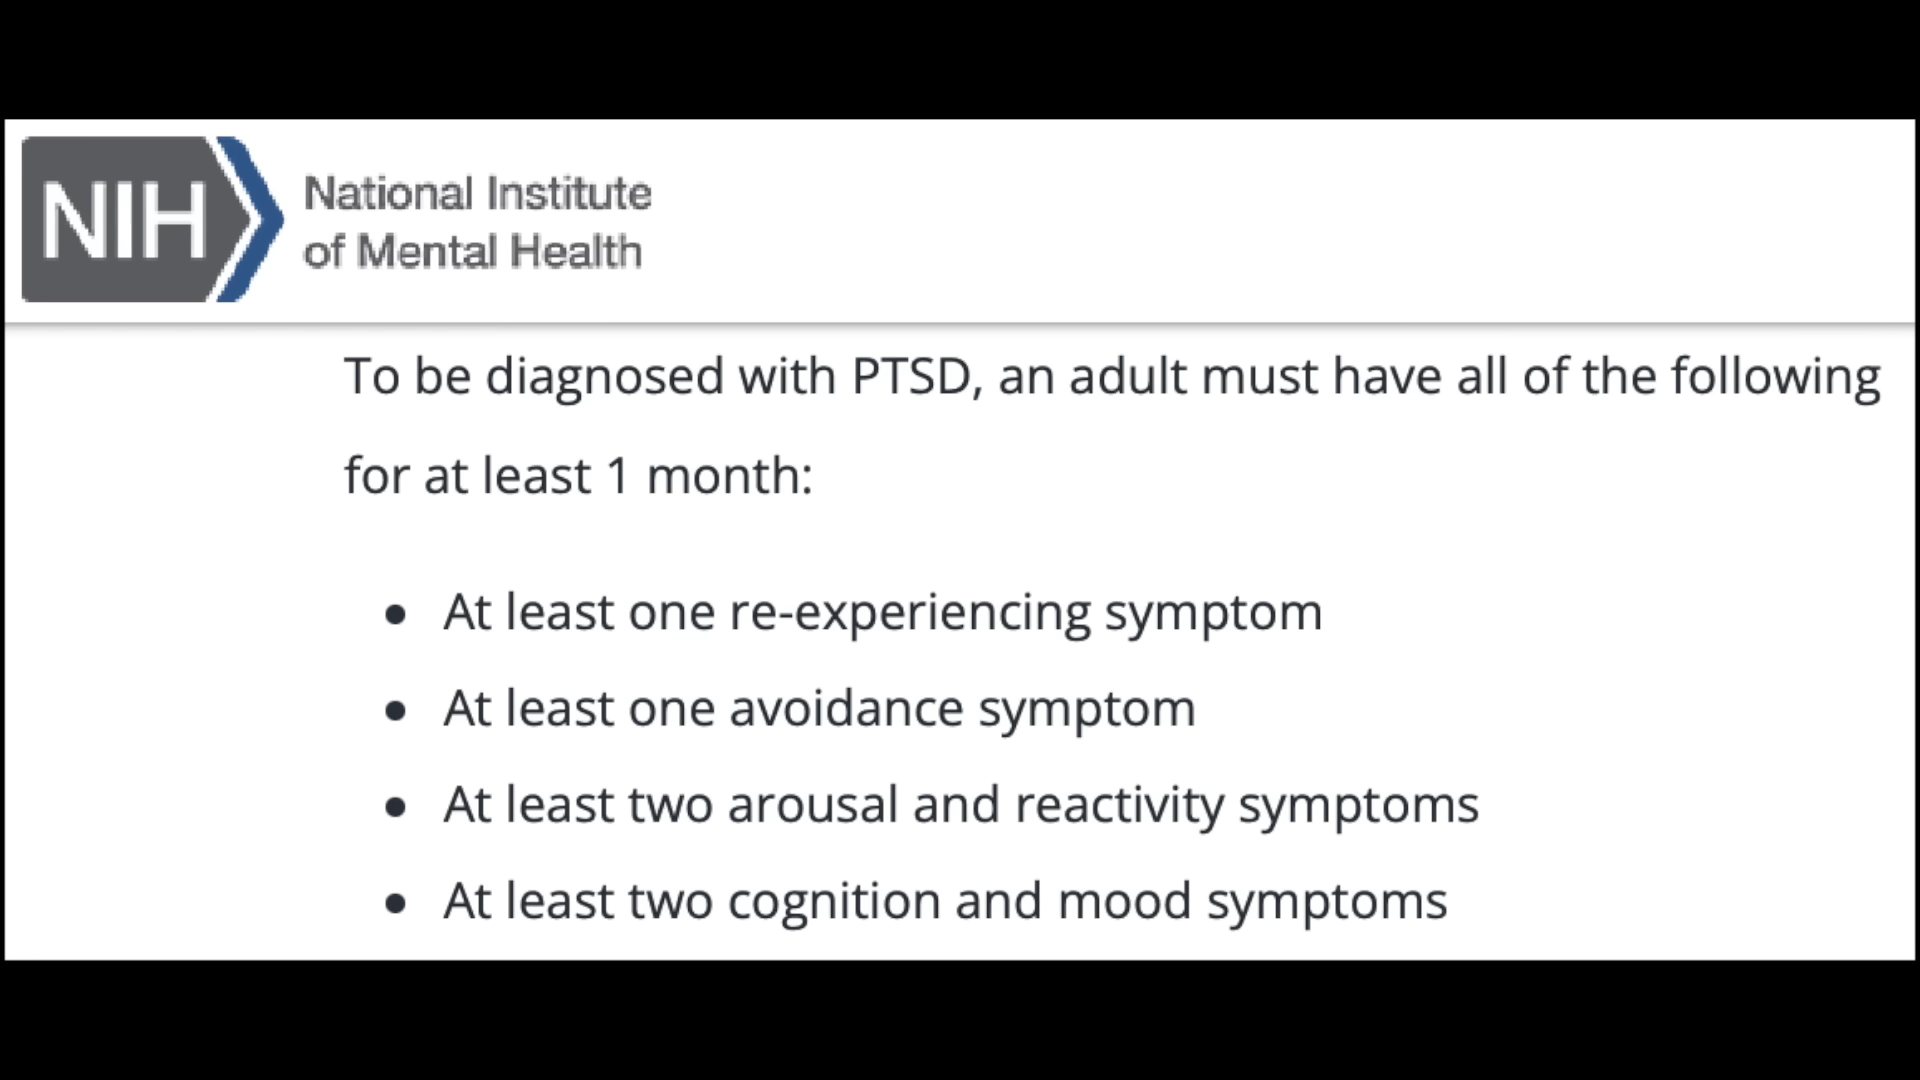 NIH
National Institute
of Mental Health
To be diagnosed with PTSD, an adult must have all of the following
for at least 1 month:
• At least one re-experiencing symptom
• At least one avoidance symptom
• At least two arousal and reactivity symptoms
• At least two cognition and mood symptoms